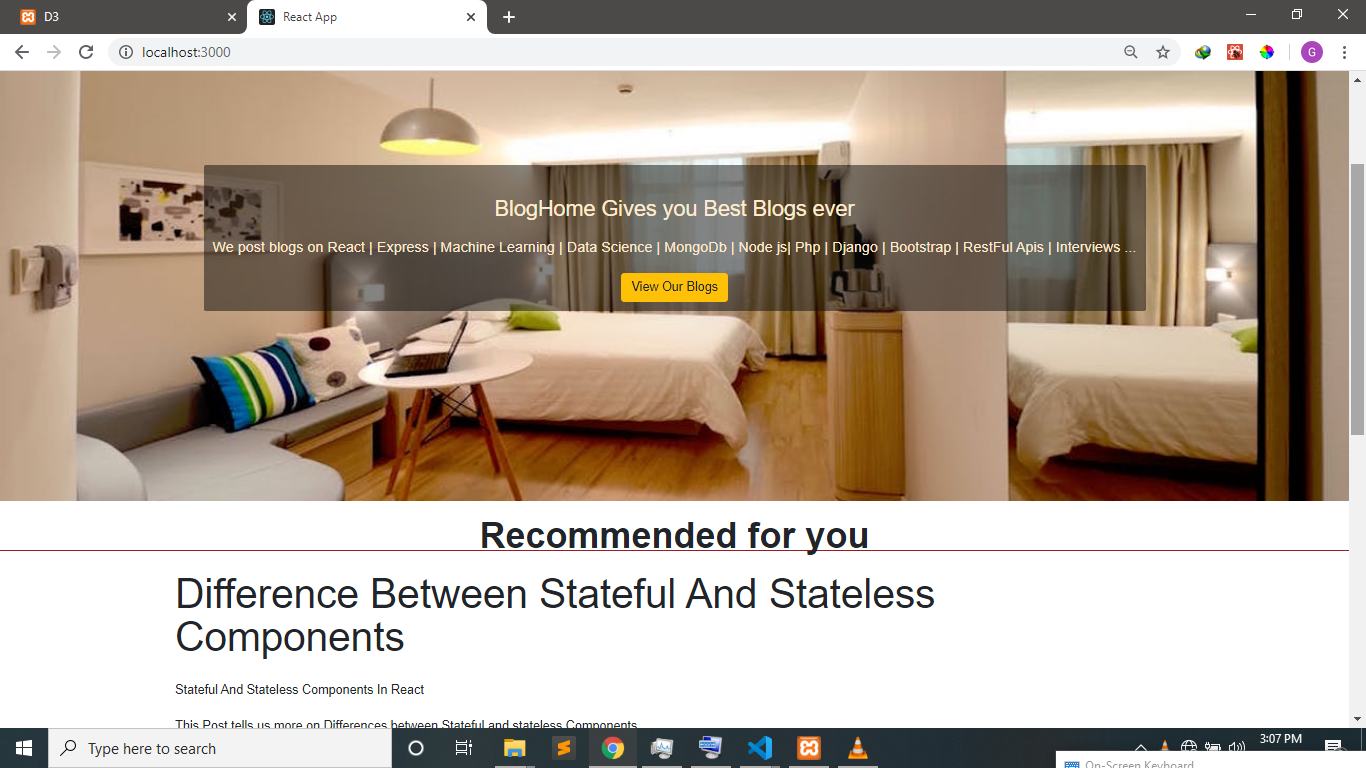 D3
React App
localhost:3000
G
BlogHome Gives you Best Blogs ever
We post blogs on React | Express | Machine Learning | Data Science | MongoDb | Node js| Php | Django | Bootstrap | RestFul Apis | Interviews ...
View Our Blogs
Recommended for you
Difference Between Stateful And Stateless
Components
Stateful And Stateless Components In React
This Post tells us more on Differences between Stateful and stateless Components
Type here to search
3:07 PM
On-Screen Keyboard